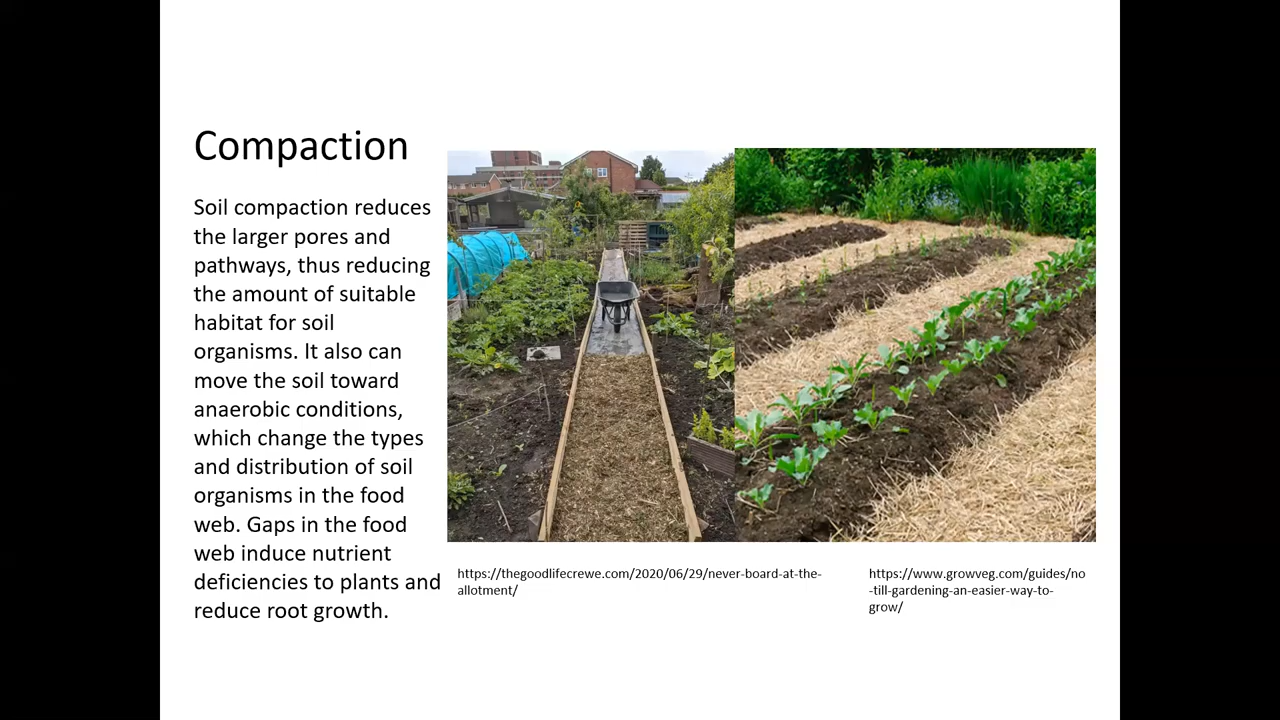 Compaction
Soil compaction reduces
the larger pores and
pathways, thus reducing
the amount of suitable
habitat for soil
organisms. It also can
move the soil toward
anaerobic conditions,
which change the types
and distribution of soil
organisms in the food
web. Gaps in the food
web induce nutrient
deficiencies to plants and
reduce root growth.
https://thegoodlifecrewe.com/2020/06/29/never-board-at-the-
allotment/
https://www.growveg.com/guides/no
-till-gardening-an-easier-way-to-
grow/